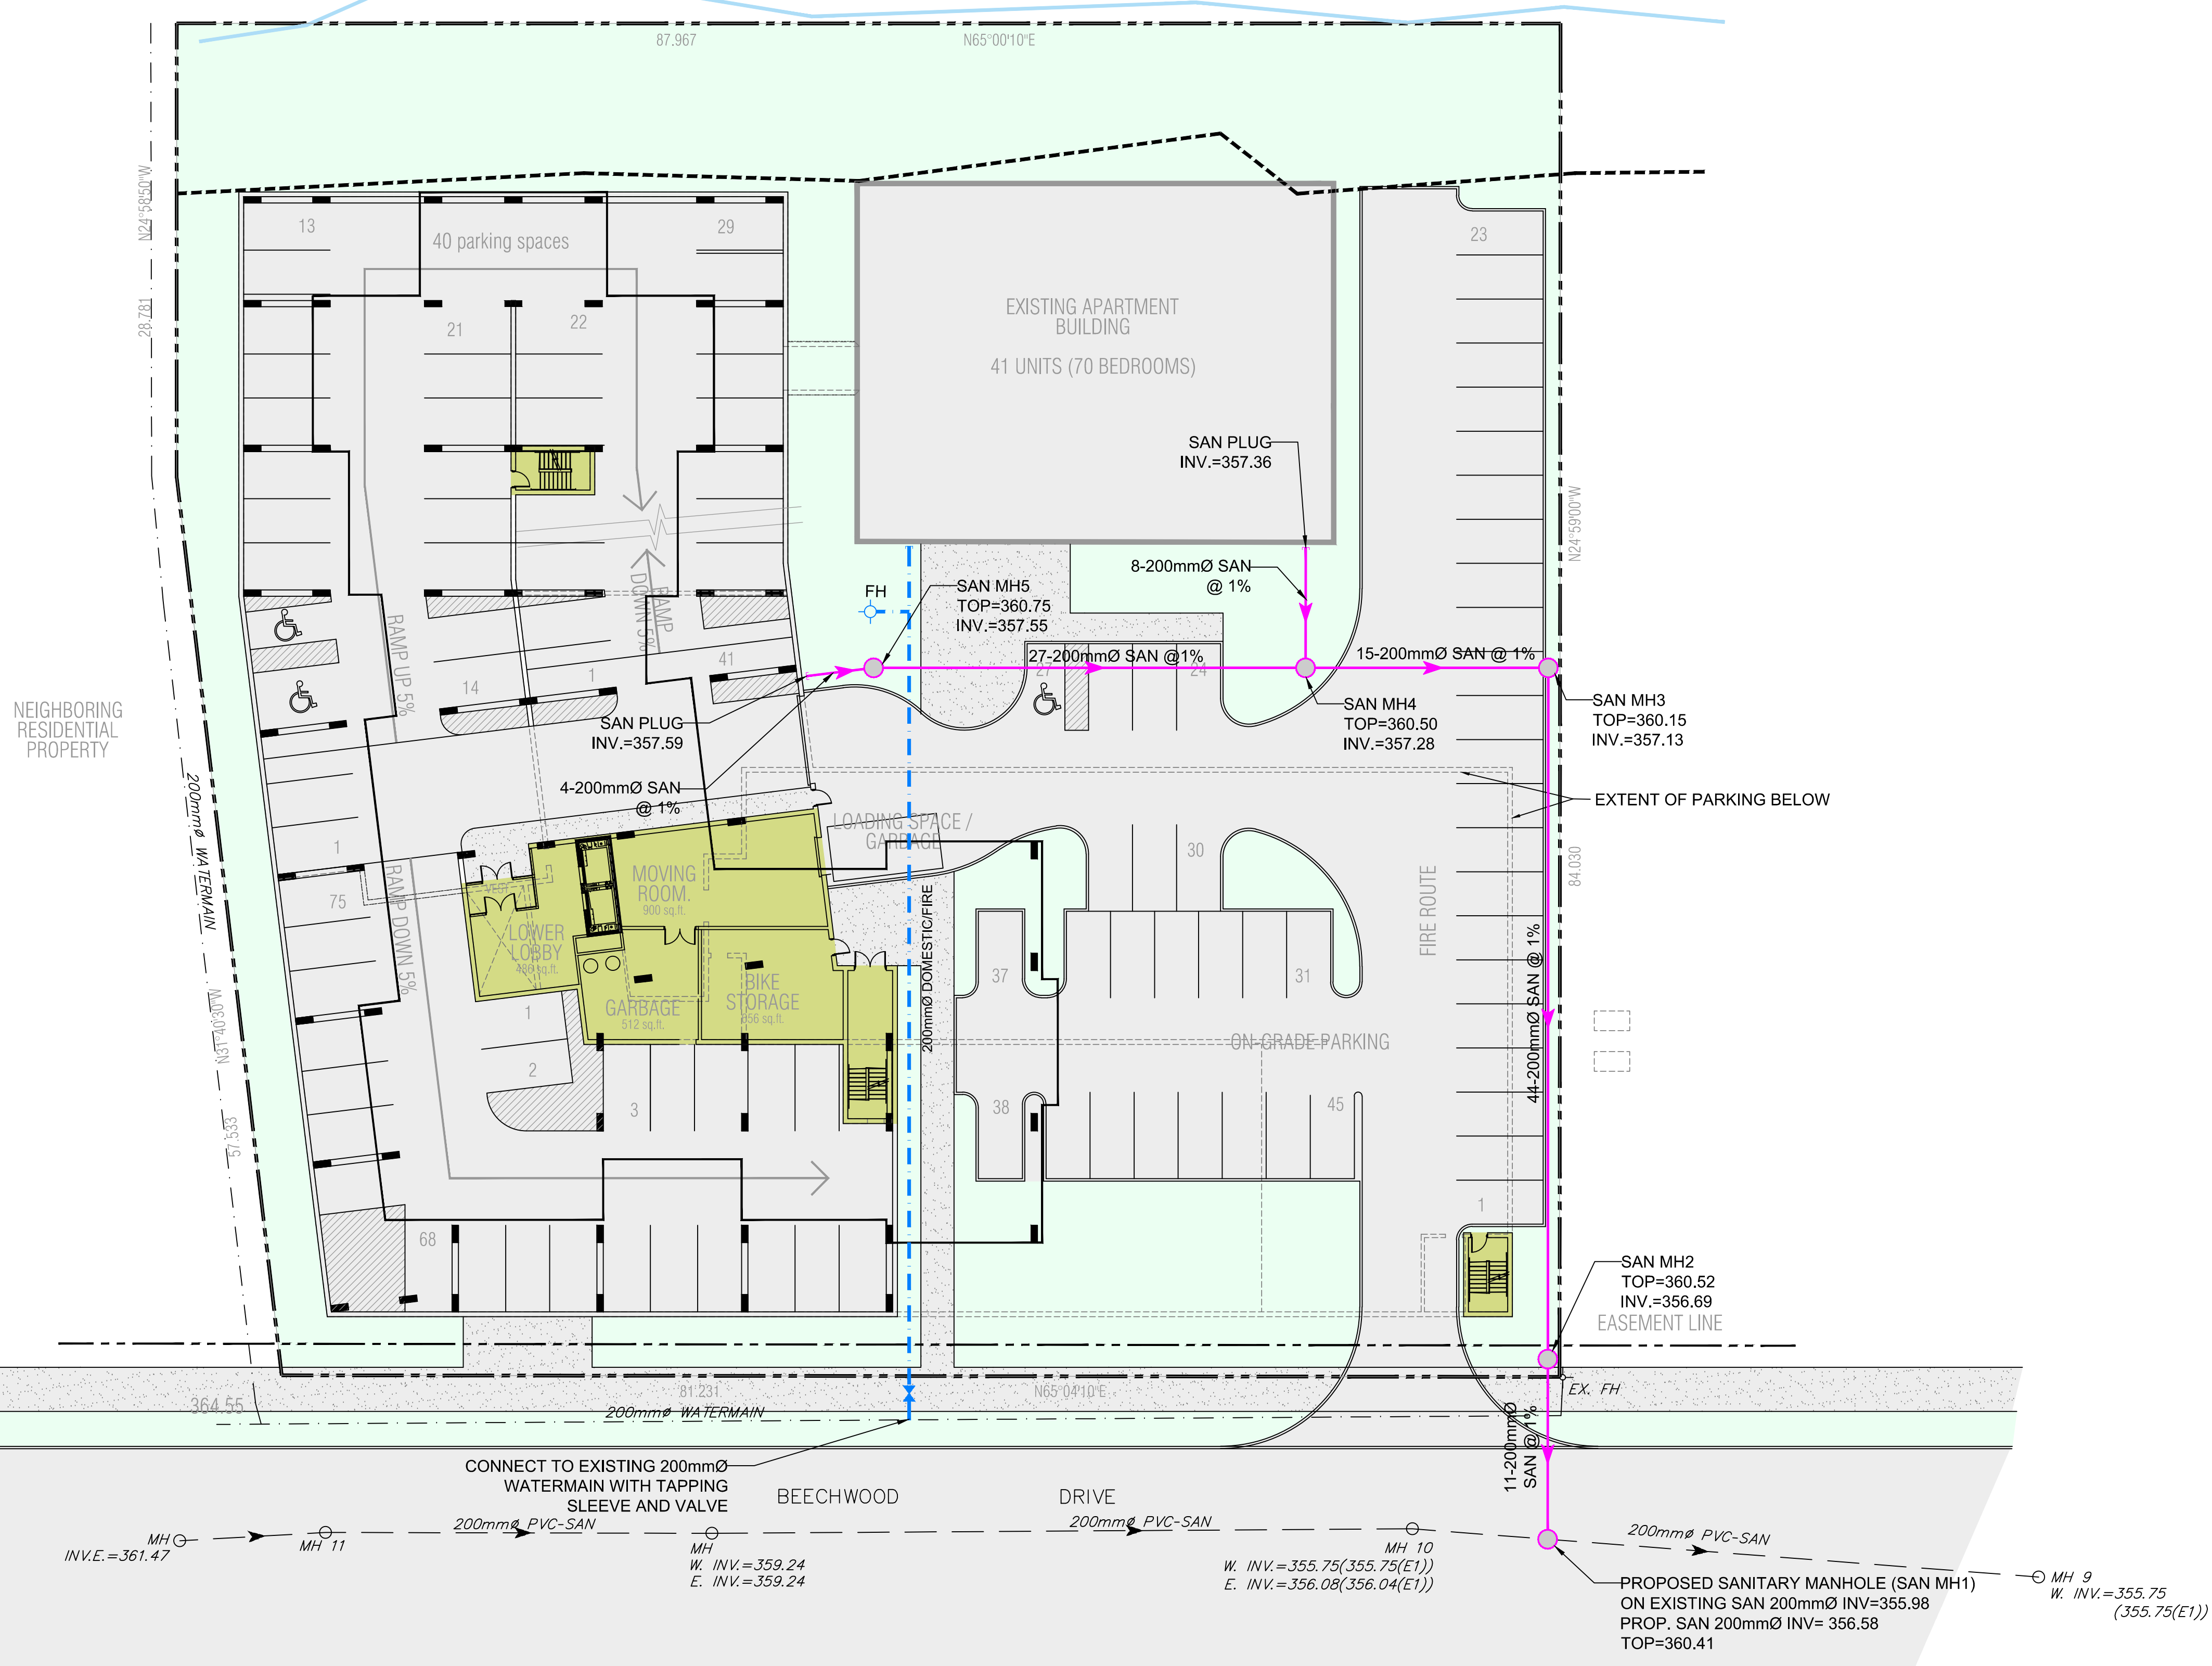 87.967
N65°00'10"E
N24°58'50"W
28.781
13
40 parking spaces
29
23
21
22
EXISTING APARTMENT
BUILDING
41 UNITS (70 BEDROOMS)
SAN PLUG
INV.=357.36
N24°59'00"W
8-200mmØ SAN
@ 1%
FH
SAN MH5
TOP=360.75
INV.=357.55
RAMP
DOWN 5%
RAMP UP 5%
41
14
1
27-200mmØ SAN @1%
27
24
15-200mmØ SAN @ 1%
SAN MH3
TOP=360.15
INV.=357.13
SAN MH4
TOP=360.50
INV.=357.28
SAN PLUG
INV.=357.59
4-200mmØ SAN
@ 1%
NEIGHBORING
RESIDENTIAL
PROPERTY
200mmø WATERMAIN
EXTENT OF PARKING BELOW
LOADING SPACE /
GARBAGE
30
1
75
RAMP DOWN 5%
MOVING
ROOM.
900 sq.ft.
VEST
LOWER
LOBBY
486 sq.ft.
84.030
FIRE ROUTE
200mmØ DOMESTIC/FIRE
44-200mmØ SAN @ 1%
37
31
BIKE
STORAGE
GARBAGE
512 sq.ft.
1
2
3
N31°40'30"W
57.533
ON-GRADE PARKING
38
45
1
68
SAN MH2
TOP=360.52
INV.=356.69
EASEMENT LINE
364.55
81.231
N65°04'10"E
EX. FH
200mmø WATERMAIN
11-200mmØ
SAN @ 1%
CONNECT TO EXISTING 200mmØ
WATERMAIN WITH TAPPING
SLEEVE AND VALVE
BEECHWOOD DRIVE
200mmø PVC-SAN
200mmø PVC-SAN
200mmø PVC-SAN
MH
INV.E.=361.47
MH 11
MH
W. INV.=359.24
E. INV.=359.24
MH 10
W. INV.=355.75(355.75(E1))
E. INV.=356.08(356.04(E1))
PROPOSED SANITARY MANHOLE (SAN MH1)
ON EXISTING SAN 200mmØ INV=355.98
PROP. SAN 200mmØ INV= 356.58
TOP=360.41
MH 9
W. INV.=355.75
(355.75(E1))